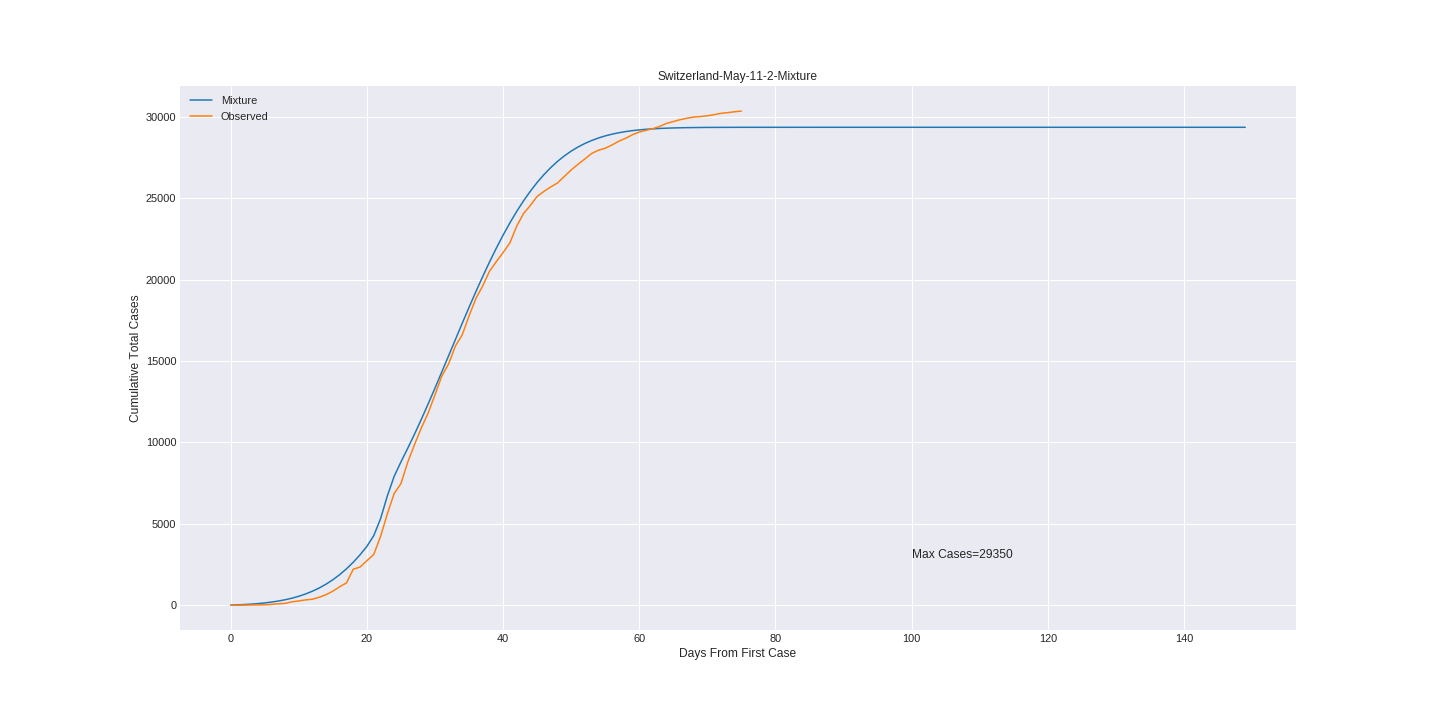 Switzerland-May-11-2-Mixture
Mixture
Observed
30000
25000
20000
15000
10000
5000
0
Cumulative Total Cases
Max Cases=29350
0 20 40 60 80 100 120 140
Days From First Case